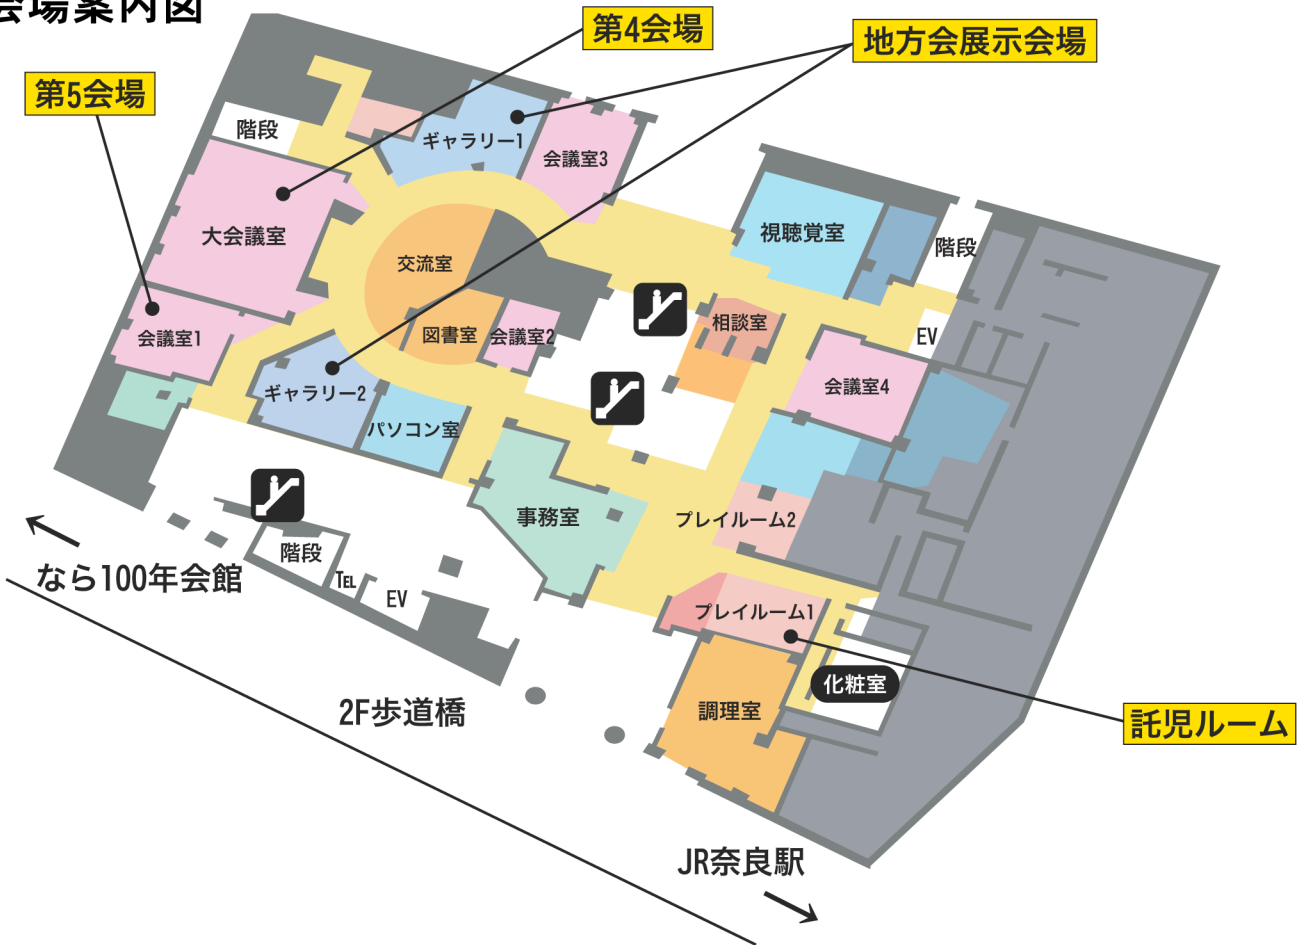 会場案内図
第4会場
地方会展示会場
第5会場
階段
ギャラリー1
会議室3
大会議室
視聴覚室
階段
交流室
相談室
会議室1
図書室
会議室2
EV
ギャラリー2
会議室4
パソコン室
事務室
プレイルーム2
階段
TEL
EV
なら100年会館
プレイルーム1
化粧室
2F歩道橋
調理室
託児ルーム
JR奈良駅